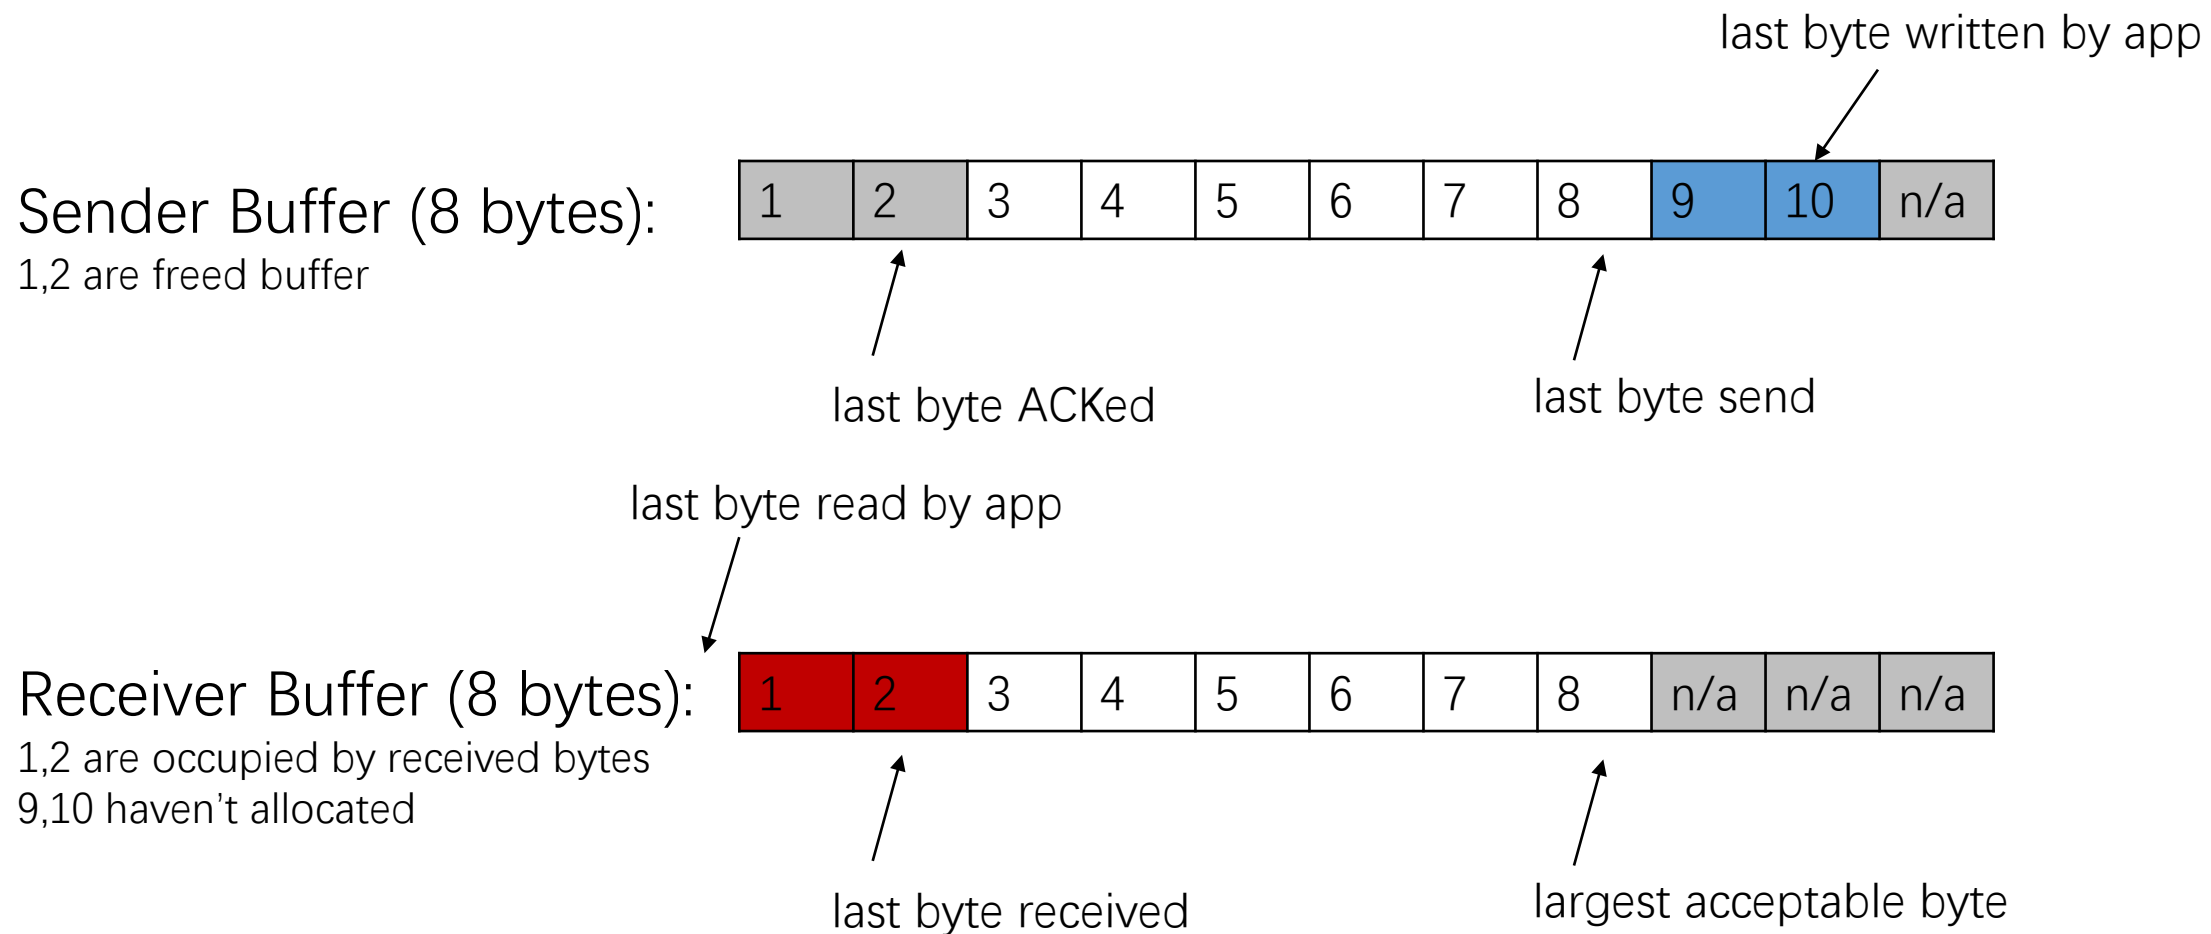 last byte written by app
Sender Buffer (8 bytes):
1 2 3 4 5 6 7 8 9 10 n/a
1,2 are freed buffer
last byte ACKed
last byte send
last byte read by app
Receiver Buffer (8 bytes):
1 2 3 4 5 6 7 8 n/a n/a n/a
1,2 are occupied by received bytes
9,10 haven’t allocated
last byte received
largest acceptable byte